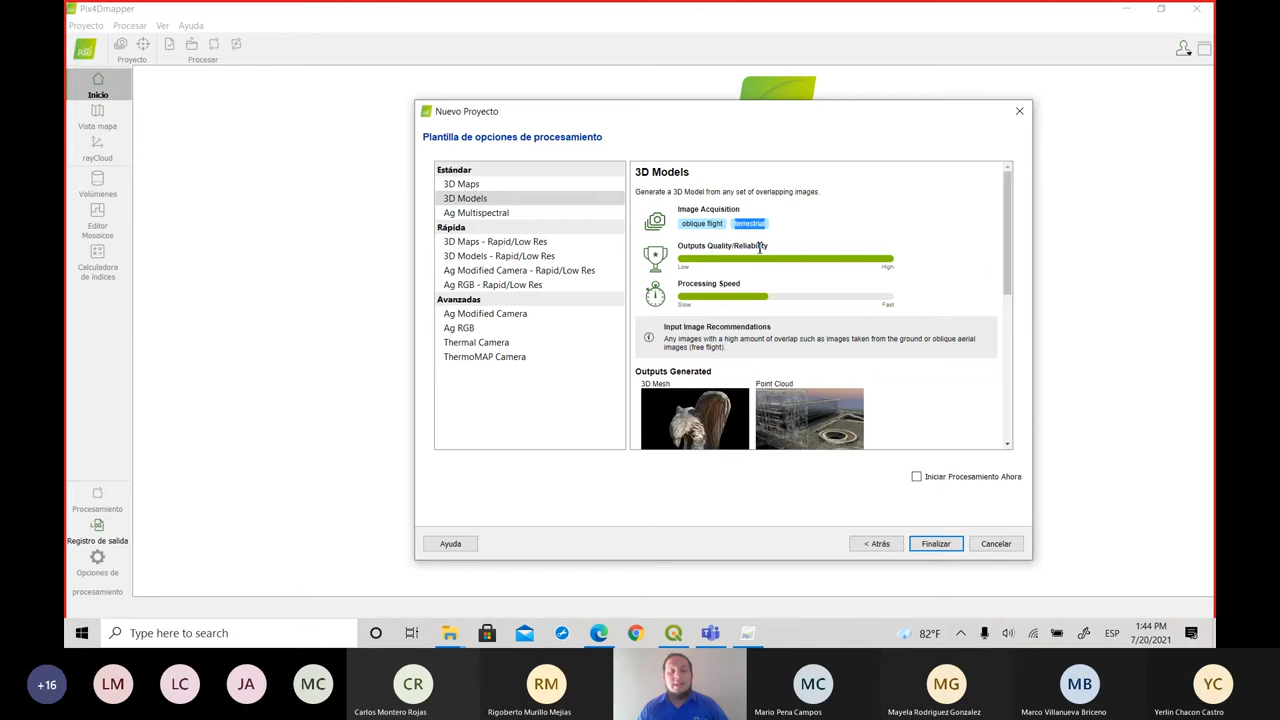 Pix4Dmapper
Proyecto Procesar Ver Ayuda
Proyecto
Procesar
Inicio
Vista mapa
rayCloud
Volúmenes
Editor
Mosaicos
Calculadora
de índices
Procesamiento
Registro de salida
Opciones de
procesamiento
Nuevo Proyecto
Plantilla de opciones de procesamiento
Estándar
3D Maps
3D Models
Ag Multispectral
Rápida
3D Maps - Rapid/Low Res
3D Models - Rapid/Low Res
Ag Modified Camera - Rapid/Low Res
Ag RGB - Rapid/Low Res
Avanzadas
Ag Modified Camera
Ag RGB
Thermal Camera
ThermoMAP Camera
3D Models
Generate a 3D Model from any set of overlapping images.
Image Acquisition
oblique flight terrestrial
Outputs Quality/Reliability
Low High
Processing Speed
Slow Fast
Input Image Recommendations
Any images with a high amount of overlap such as images taken from the ground or oblique aerial
images (free flight).
Outputs Generated
3D Mesh Point Cloud
Iniciar Procesamiento Ahora
Ayuda < Atrás Finalizar Cancelar
Type here to search
82°F
ESP
1:44 PM
7/20/2021
+16 LM LC JA MC CR RM MC MG MB YC
Carlos Montero Rojas Rigoberto Murillo Mejias Mario Pena Campos Mayela Rodriguez Gonzalez Marco Villanueva Briceno Yerlin Chacon Castro